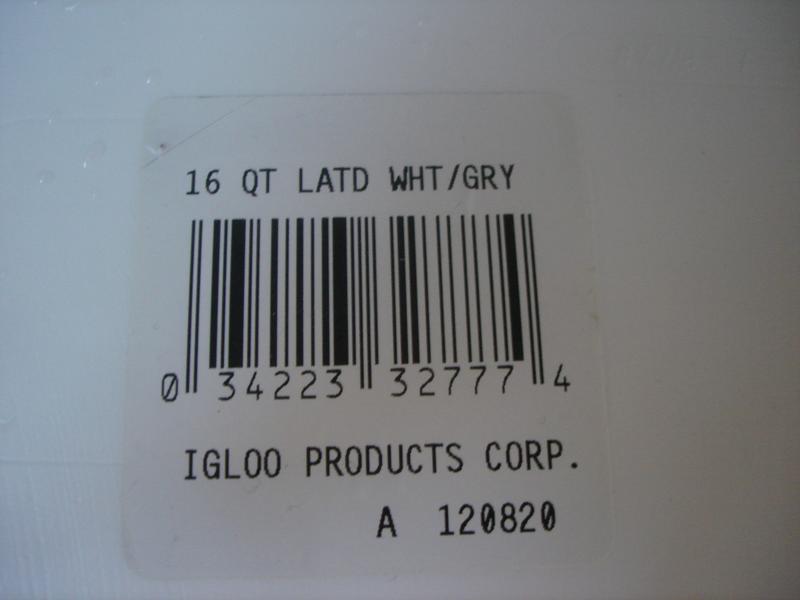 16 QT LATD WHT/GRY
0 34223 32777 4
IGLOO PRODUCTS CORP.
A 120820